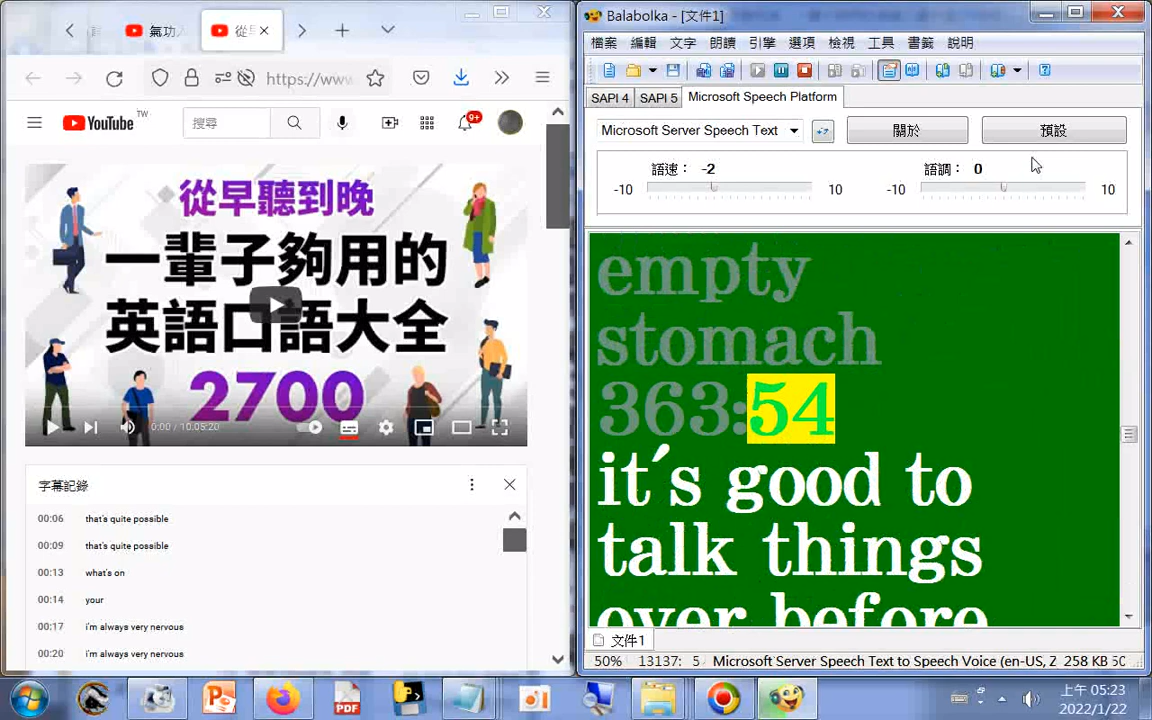 氣功
從
https://www
YouTube TW
搜尋
9+
從早聽到晚
一輩子夠用的
英語口語大全
2700
0:00 / 10:05:20
字幕記錄
00:06 that's quite possible
00:09 that's quite possible
00:13 what's on
00:14 your
00:17 i'm always very nervous
00:20 i'm always very nervous
Balabolka - [文件1]
檔案 編輯 文字 朗讀 引擎 選項 檢視 工具 書籤 說明
SAPI 4 SAPI 5 Microsoft Speech Platform
Microsoft Server Speech Text 關於 預設
語速： -2 語調： 0
-10 10 -10 10
empty
stomach
363:54
it's good to
talk things
over before
文件1
50% 13137: 5 Microsoft Server Speech Text to Speech Voice (en-US, Z 258 KB
PDF
上午 05:23
2022/1/22